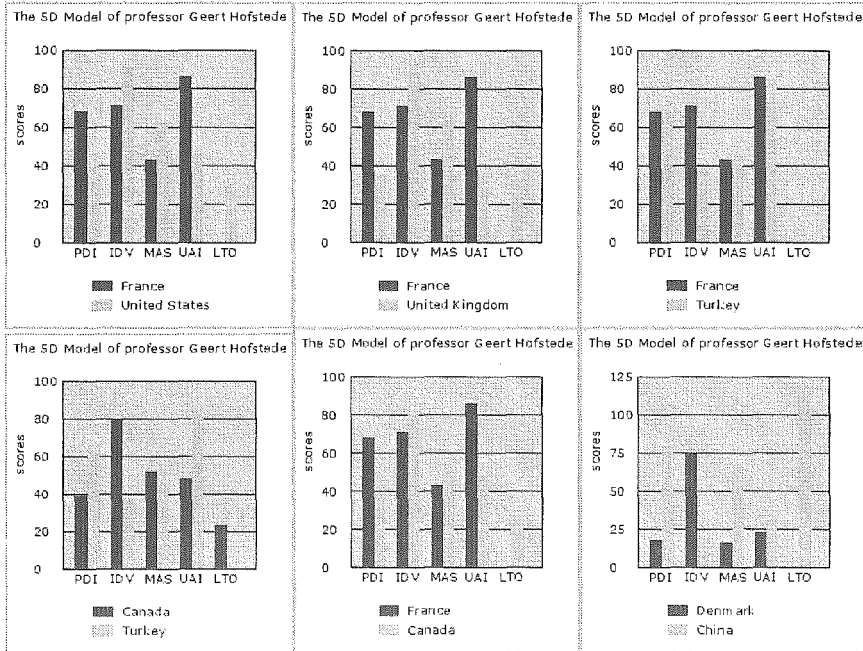 The 5D Model of professor Geert Hofstede
100
80
60
40
20
0
scores
PDI IDV MAS UAI LTO
France
United States
The 5D Model of professor Geert Hofstede
100
80
60
40
20
0
scores
PDI IDV MAS UAI LTO
France
United Kingdom
The 5D Model of professor Geert Hofstede
100
80
60
40
20
0
scores
PDI IDV MAS UAI LTO
France
Turkey
The 5D Model of professor Geert Hofstede
100
80
60
40
20
0
scores
PDI IDV MAS UAI LTO
Canada
Turkey
The 5D Model of professor Geert Hofstede
100
80
60
40
20
0
scores
PDI IDV MAS UAI LTO
France
Canada
The 5D Model of professor Geert Hofstede
125
100
75
50
25
0
scores
PDI IDV MAS UAI LTO
Denmark
China